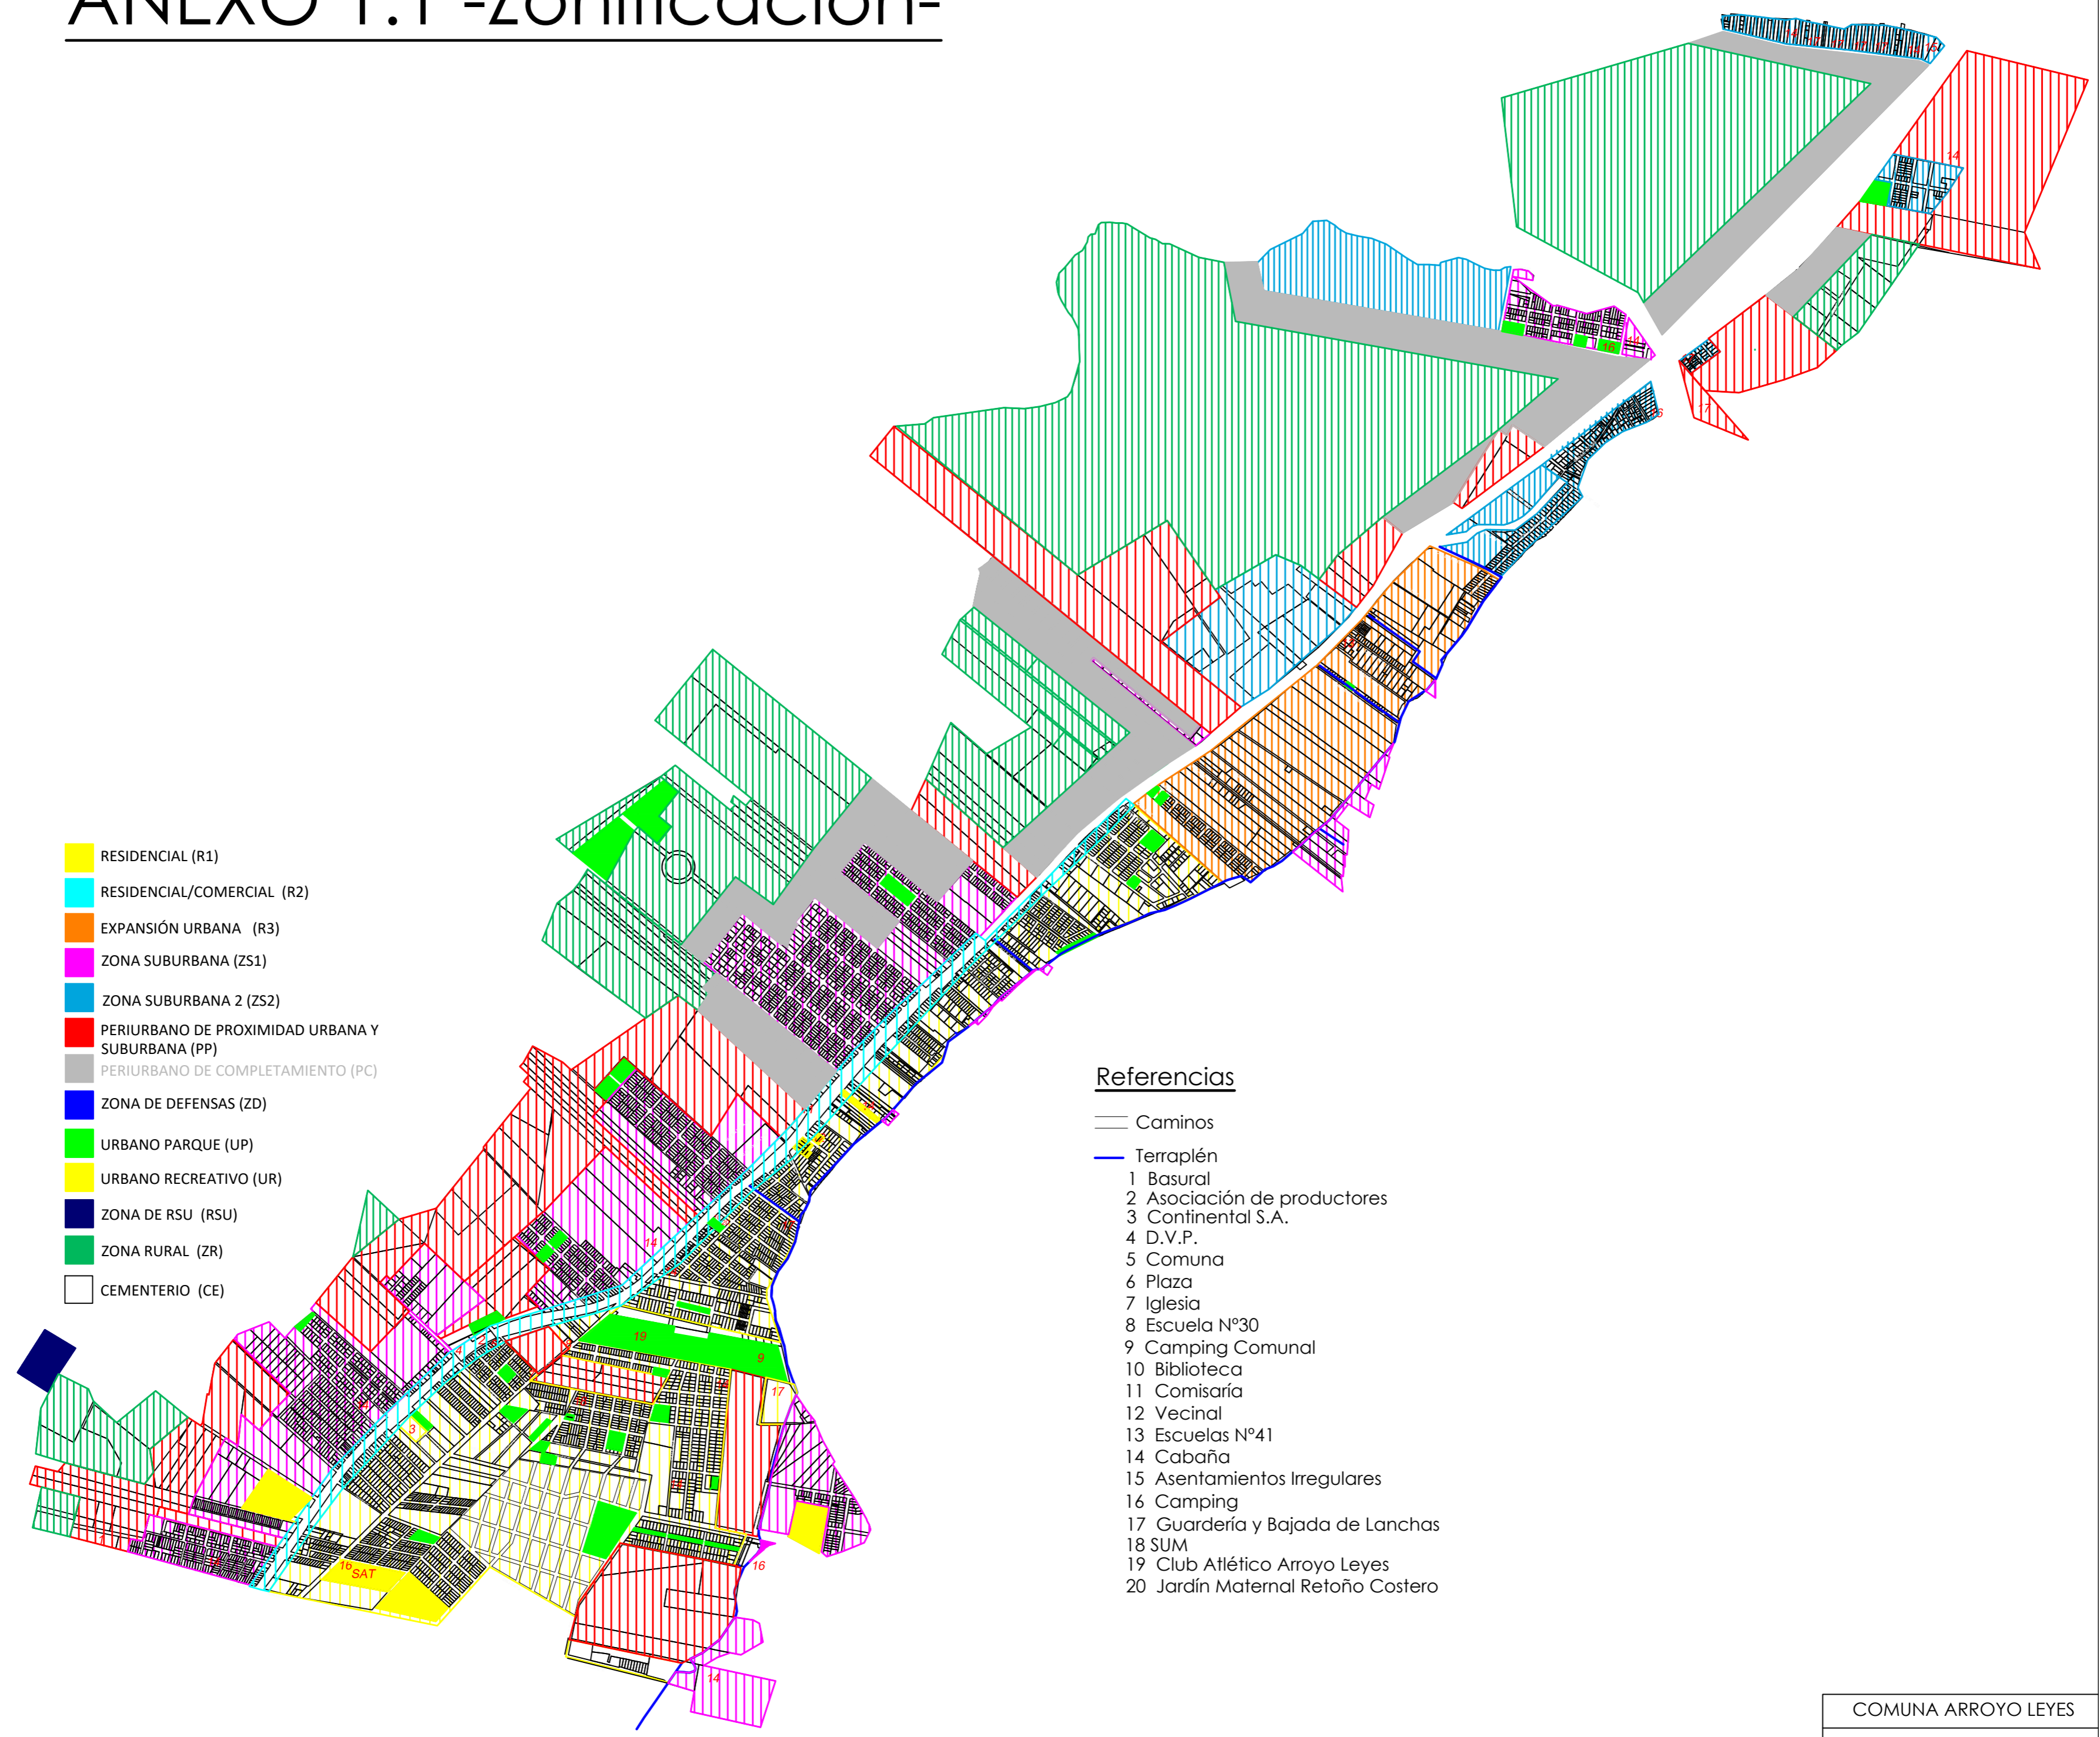 ANEXO 1.1 -Zonificación-
RESIDENCIAL (R1)
RESIDENCIAL/COMERCIAL (R2)
EXPANSIÓN URBANA (R3)
ZONA SUBURBANA (ZS1)
ZONA SUBURBANA 2 (ZS2)
PERIURBANO DE PROXIMIDAD URBANA Y
SUBURBANA (PP)
PERIURBANO DE COMPLETAMIENTO (PC)
ZONA DE DEFENSAS (ZD)
URBANO PARQUE (UP)
URBANO RECREATIVO (UR)
ZONA DE RSU (RSU)
ZONA RURAL (ZR)
CEMENTERIO (CE)
Referencias
Caminos
Terraplén
1 Basural
2 Asociación de productores
3 Continental S.A.
4 D.V.P.
5 Comuna
6 Plaza
7 Iglesia
8 Escuela N°30
9 Camping Comunal
10 Biblioteca
11 Comisaría
12 Vecinal
13 Escuelas N°41
14 Cabaña
15 Asentamientos Irregulares
16 Camping
17 Guardería y Bajada de Lanchas
18 SUM
19 Club Atlético Arroyo Leyes
20 Jardín Maternal Retoño Costero
14
16
17
14
19
9
17
3
16
SAT
16
14
COMUNA ARROYO LEYES